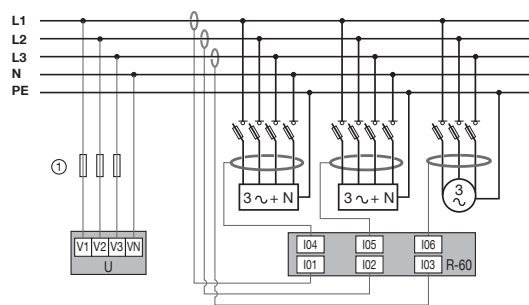 L1
L2
L3
N
PE
1
3 ~ + N
3 ~ + N
3 ~
V1 V2 V3 VN
U
I04 I05 I06
I01 I02 I03
R-60